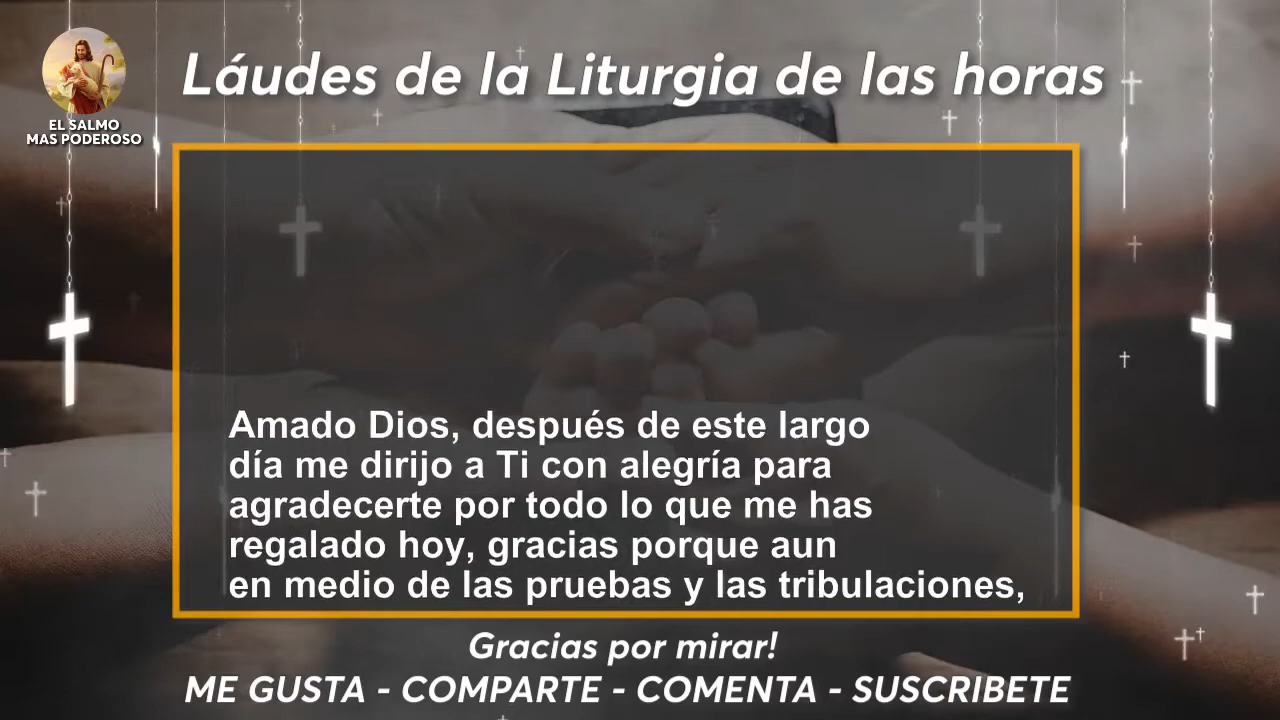 Láudes de la Liturgia de las horas
EL SALMO
MAS PODEROSO
Amado Dios, después de este largo
día me dirijo a Ti con alegría para
agradecerte por todo lo que me has
regalado hoy, gracias porque aun
en medio de las pruebas y las tribulaciones,
Gracias por mirar!
ME GUSTA - COMPARTE - COMENTA - SUSCRIBETE